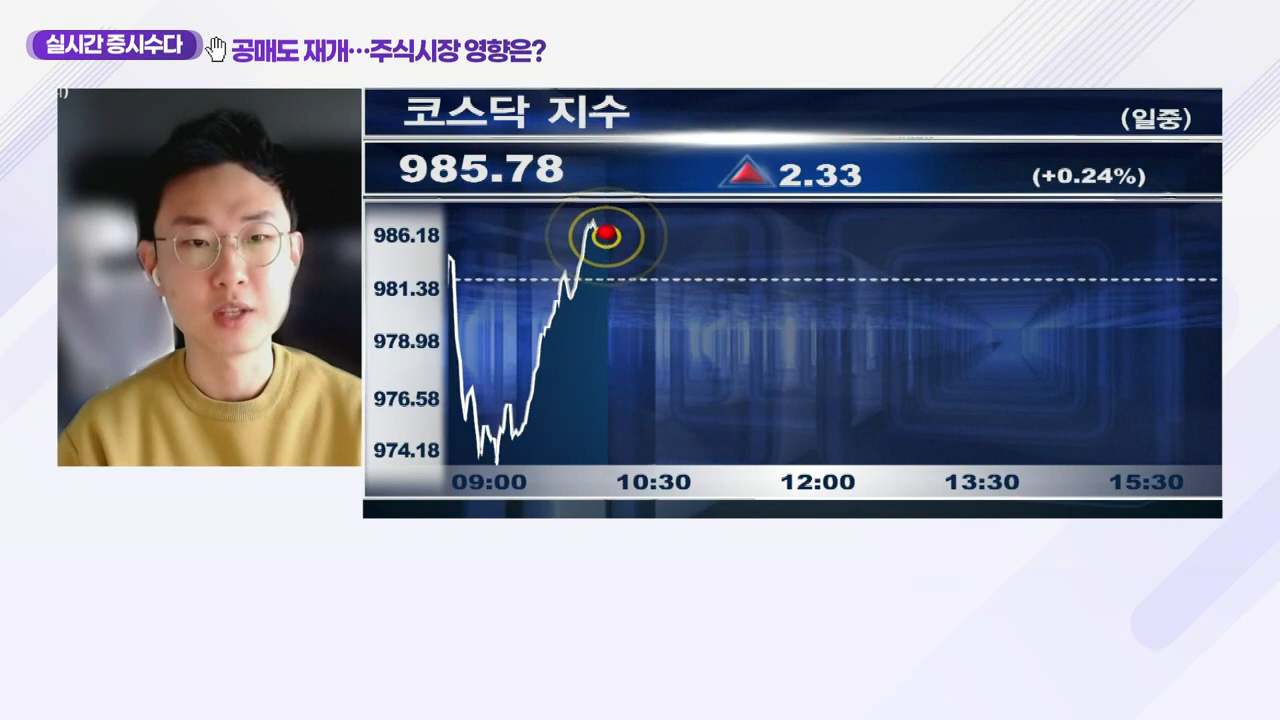 실시간 증시수다
공매도 재개…주식시장 영향은?
코스닥 지수 (일중)
985.78 2.33 (+0.24%)
986.18
981.38
978.98
976.58
974.18
09:00 10:30 12:00 13:30 15:30